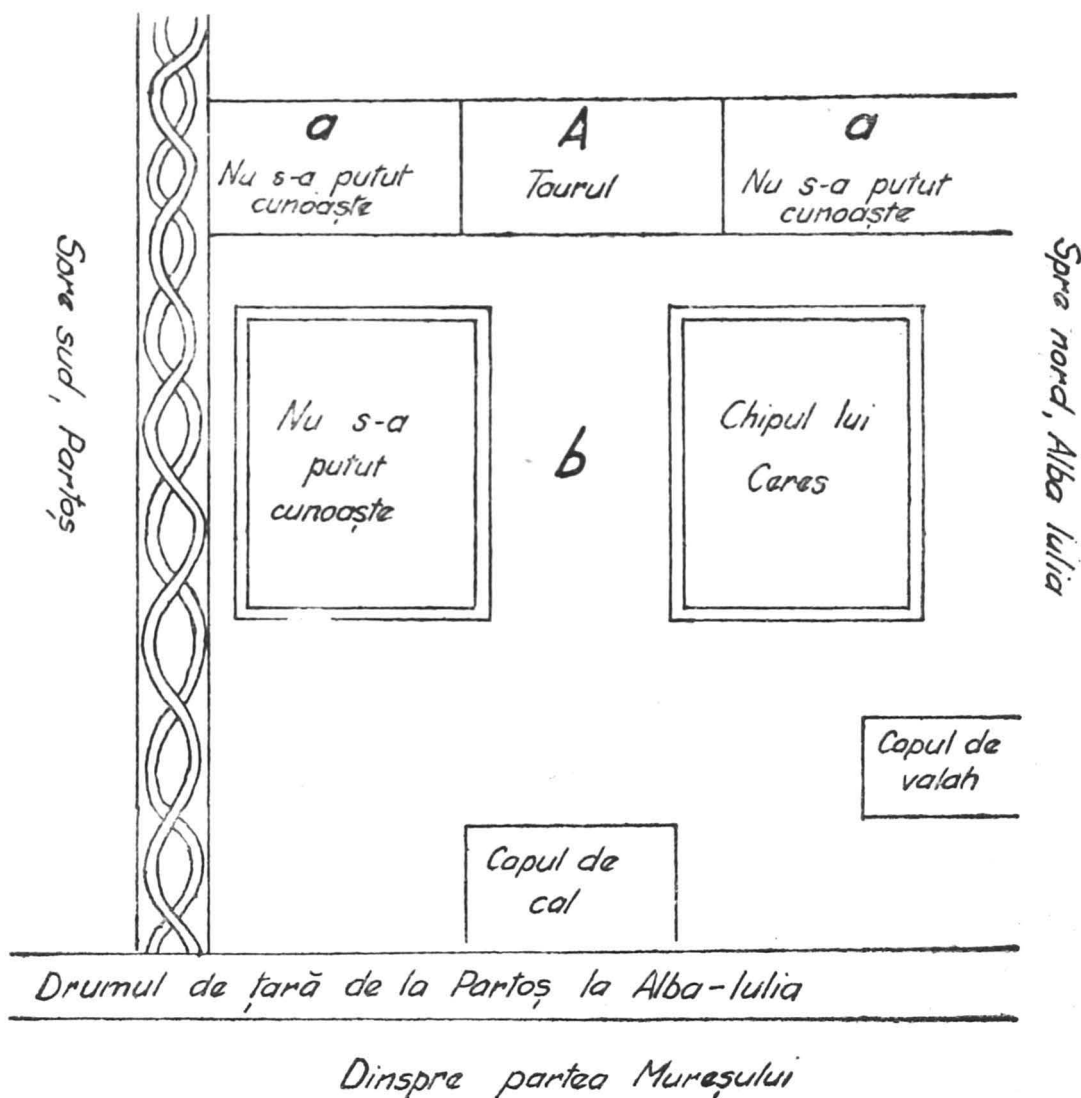 a
Nu s-a putut
cunoaște
A
Taurul
a
Nu s-a putut
cunoaște
Spre sud, Partoș
Nu s-a
putut
cunoaște
b
Chipul lui
Ceres
Spre nord, Alba Iulia
Capul de
valah
Capul de
cal
Drumul de țară de la Partoș la Alba-Iulia
Dinspre partea Mureșului